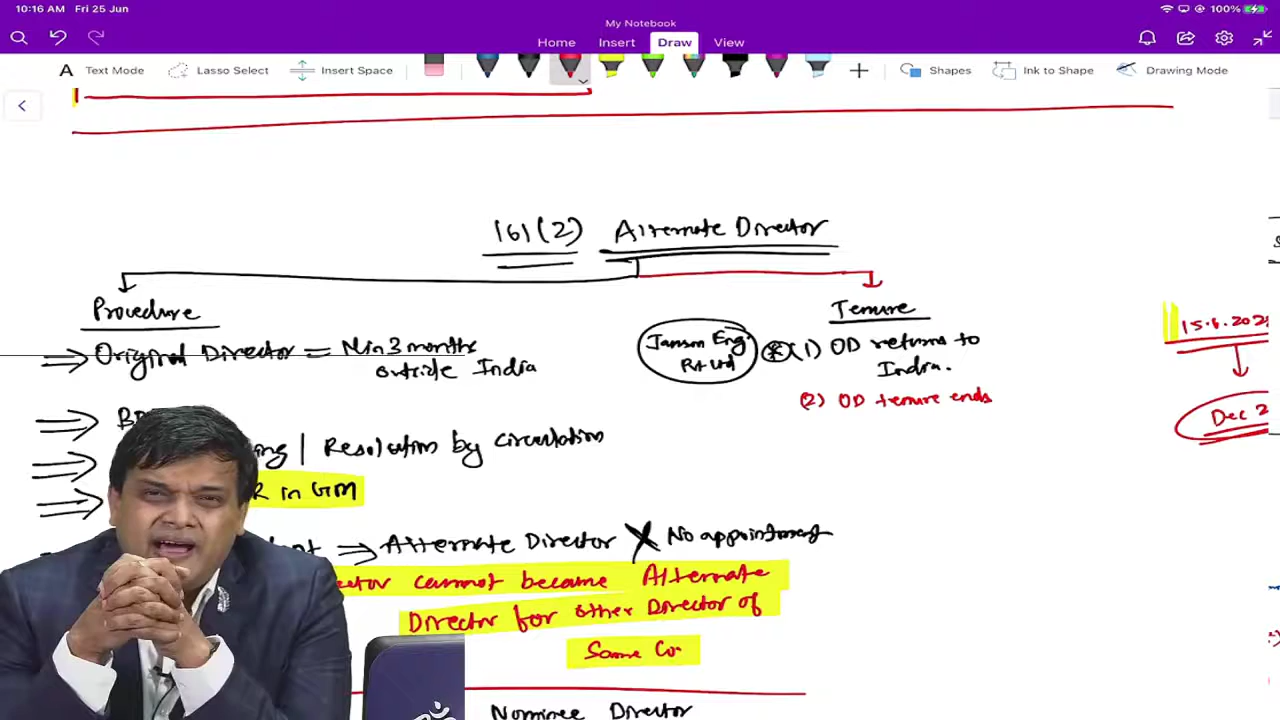 10:16 AM Fri 25 Jun
100%
My Notebook
Home Insert Draw View
A Text Mode Lasso Select Insert Space Shapes Ink to Shape Drawing Mode
161(2) Alternate Director
Procedure
Tenure
Original Director = Min 3 months
outside India
Janson Eng.
Pvt Ltd
(1) OD returns to
India.
(2) OD tenure ends
15.6.202
Dec 2
| Resolution by circulation
R in GM
⇒ Alternate Director X No appointment
cannot became Alternate
Director for other Director of
Same Co.
Nominee Director